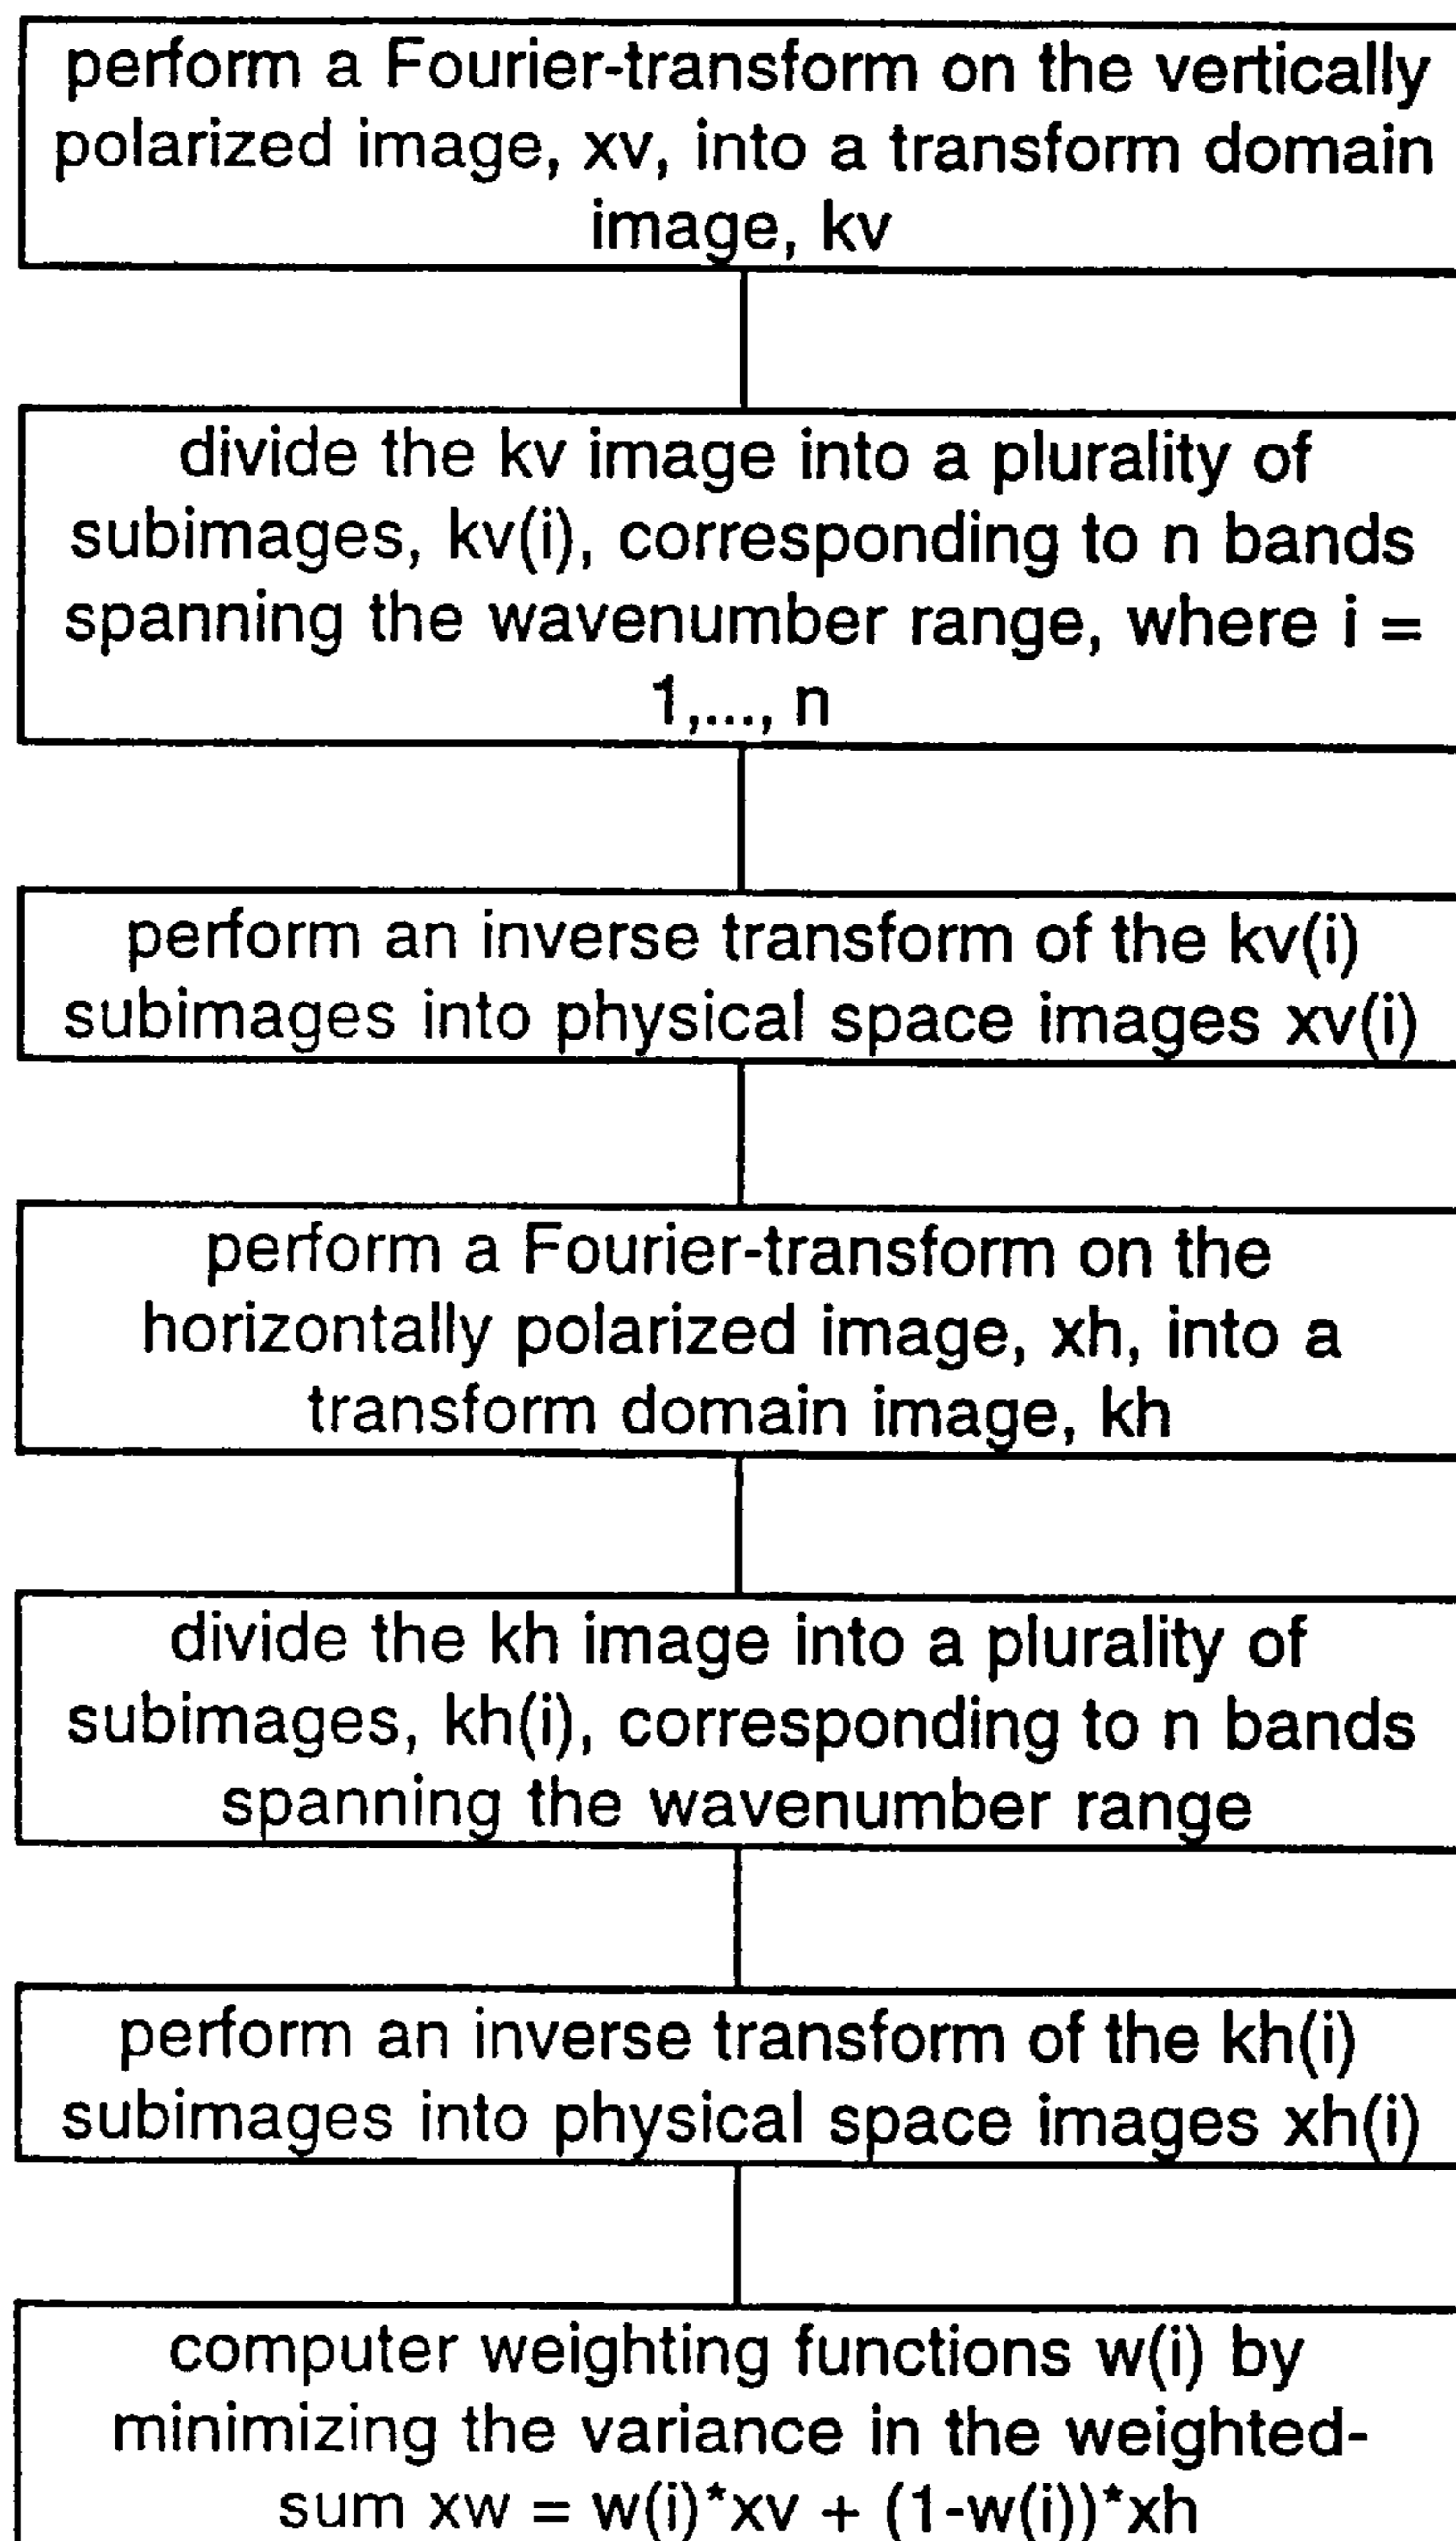 perform a Fourier-transform on the vertically
polarized image, xv, into a transform domain
image, kv
divide the kv image into a plurality of
subimages, kv(i), corresponding to n bands
spanning the wavenumber range, where i =
1,..., n
perform an inverse transform of the kv(i)
subimages into physical space images xv(i)
perform a Fourier-transform on the
horizontally polarized image, xh, into a
transform domain image, kh
divide the kh image into a plurality of
subimages, kh(i), corresponding to n bands
spanning the wavenumber range
perform an inverse transform of the kh(i)
subimages into physical space images xh(i)
computer weighting functions w(i) by
minimizing the variance in the weighted-
sum xw = w(i)*xv + (1-w(i))*xh